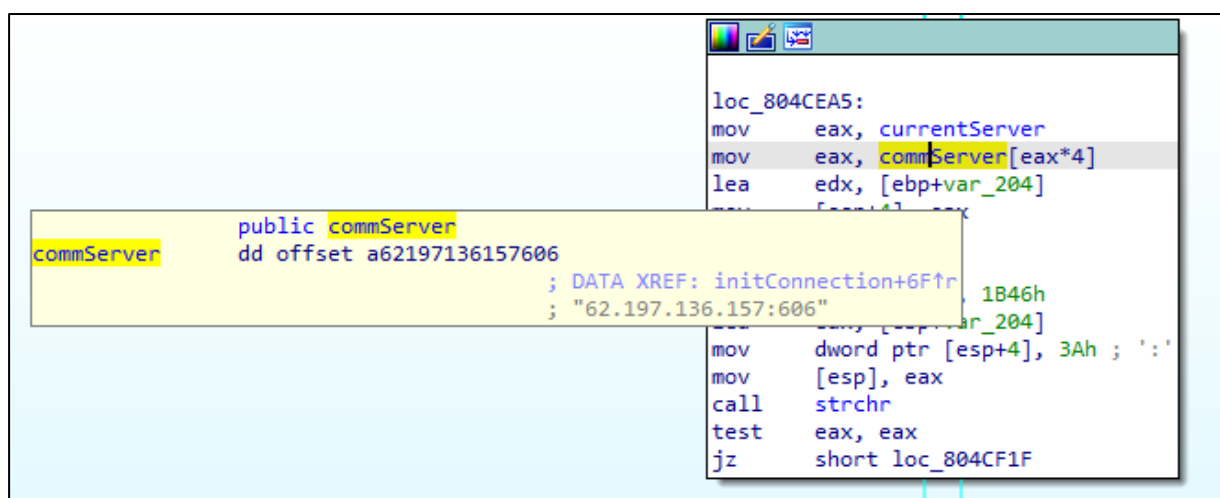 loc_804CEA5:
mov eax, currentServer
mov eax, commServer[eax*4]
lea edx, [ebp+var_204]
public commServer
commServer dd offset a62197136157606
; DATA XREF: initConnection+6F↑r
; "62.197.136.157:606"
, 1B46h
mov dword ptr [esp+4], 3Ah ; ':'
mov [esp], eax
call strchr
test eax, eax
jz short loc_804CF1F